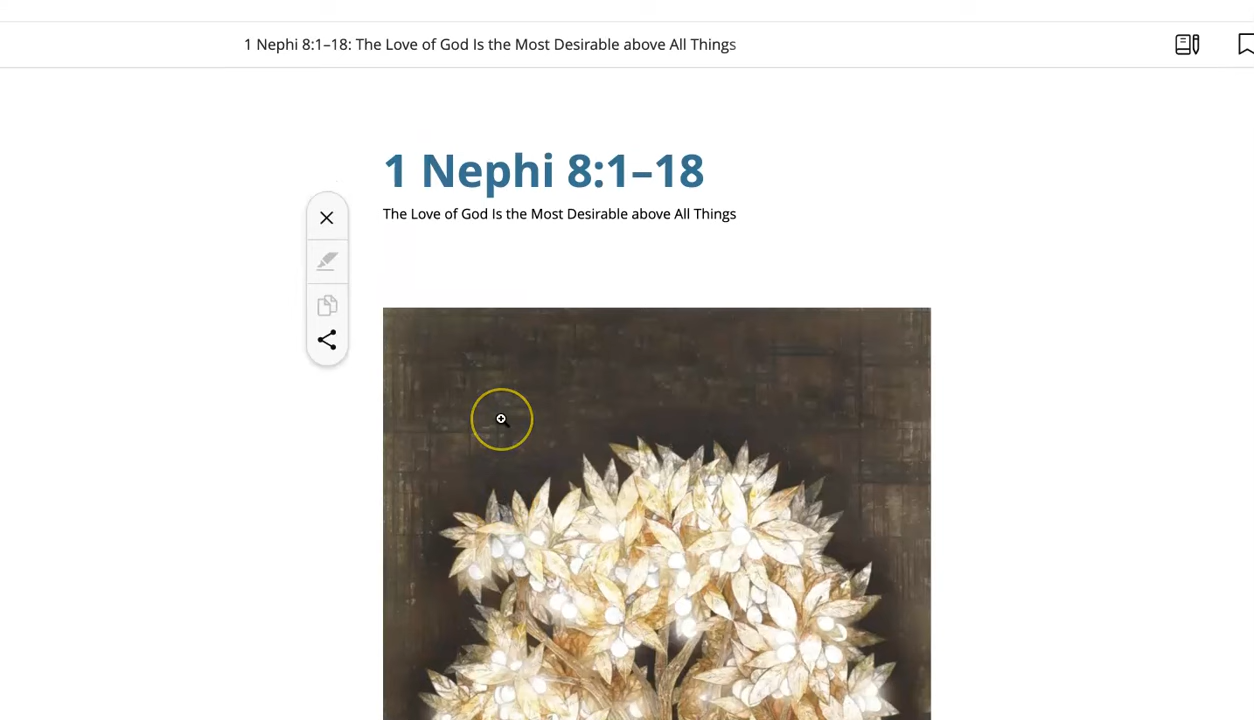 1 Nephi 8:1–18: The Love of God Is the Most Desirable above All Things
1 Nephi 8:1–18
The Love of God Is the Most Desirable above All Things